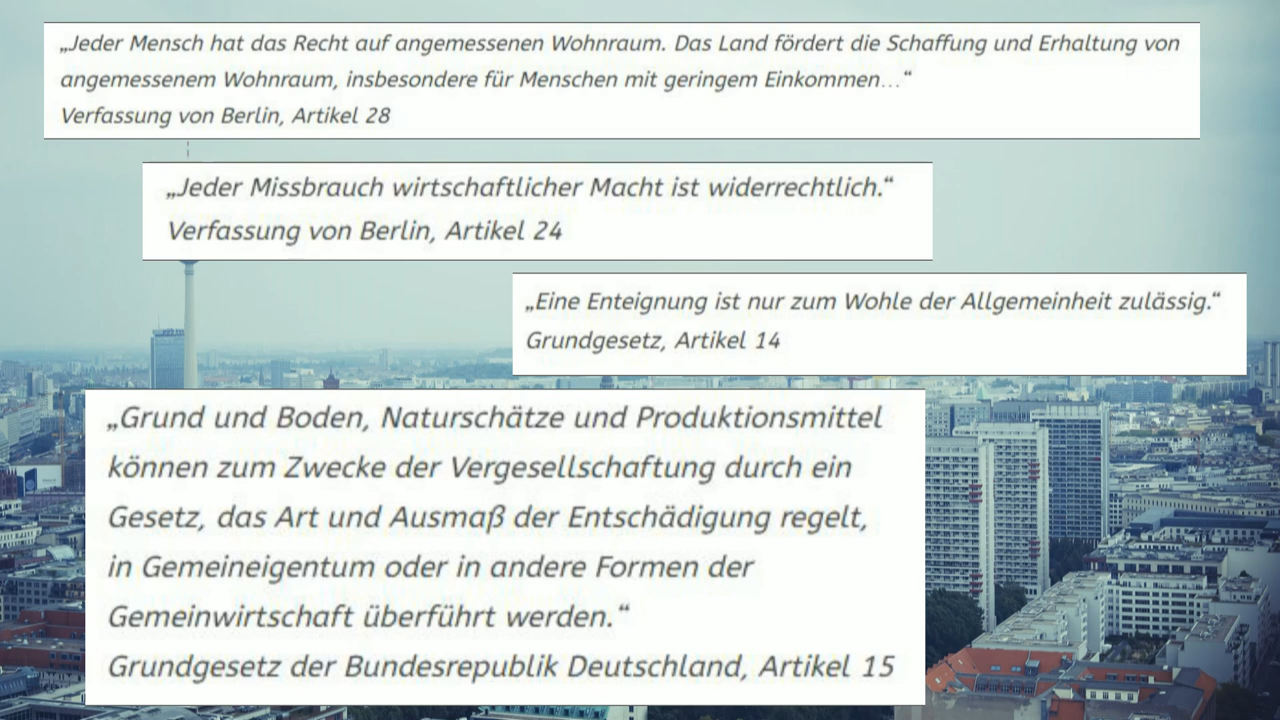 „Jeder Mensch hat das Recht auf angemessenen Wohnraum. Das Land fördert die Schaffung und Erhaltung von
angemessenem Wohnraum, insbesondere für Menschen mit geringem Einkommen…“
Verfassung von Berlin, Artikel 28
„Jeder Missbrauch wirtschaftlicher Macht ist widerrechtlich.“
Verfassung von Berlin, Artikel 24
„Eine Enteignung ist nur zum Wohle der Allgemeinheit zulässig.“
Grundgesetz, Artikel 14
„Grund und Boden, Naturschätze und Produktionsmittel
können zum Zwecke der Vergesellschaftung durch ein
Gesetz, das Art und Ausmaß der Entschädigung regelt,
in Gemeineigentum oder in andere Formen der
Gemeinwirtschaft überführt werden.“
Grundgesetz der Bundesrepublik Deutschland, Artikel 15